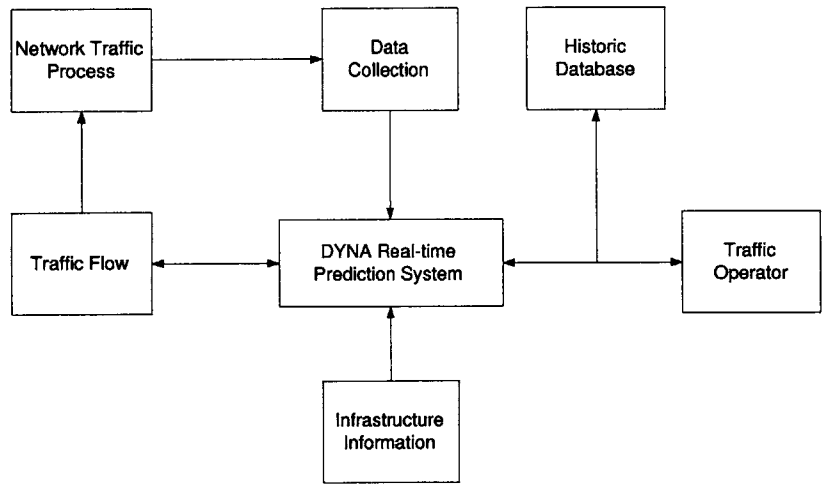 Network Traffic
Process
Data
Collection
Historic
Database
Traffic Flow
DYNA Real-time
Prediction System
Traffic
Operator
Infrastructure
Information